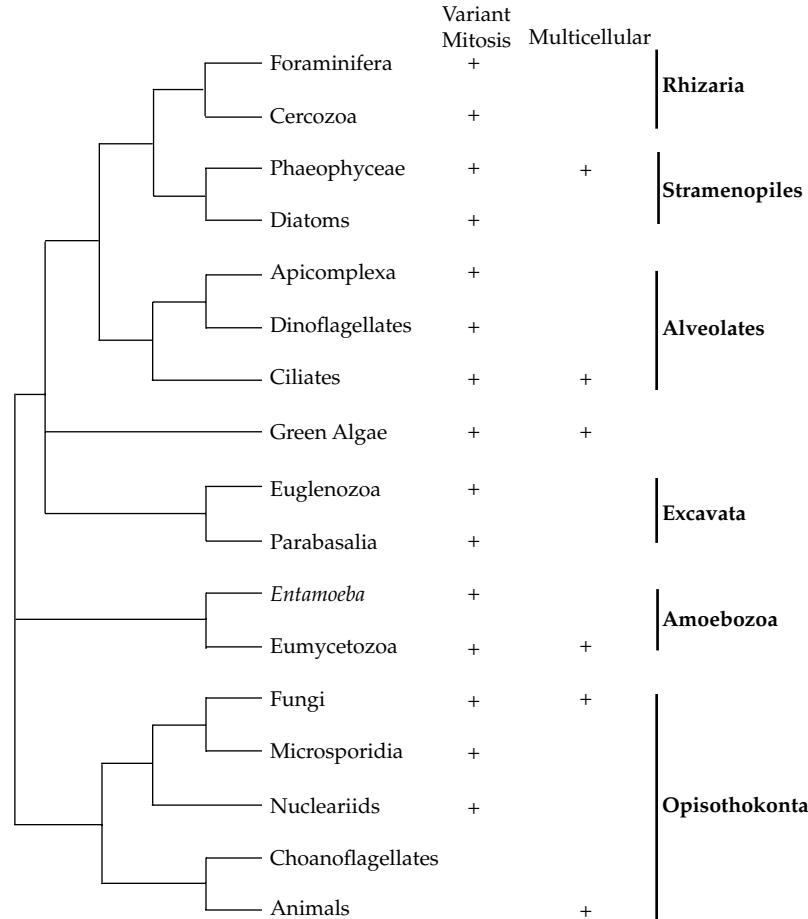 Variant
Mitosis Multicellular
Foraminifera +
Rhizaria
Cercozoa +
Phaeophyceae + +
Stramenopiles
Diatoms +
Apicomplexa +
Dinoflagellates + Alveolates
Ciliates + +
Green Algae + +
Euglenozoa +
Excavata
Parabasalia +
Entamoeba +
Amoebozoa
Eumycetozoa + +
Fungi + +
Microsporidia +
Nucleariids + Opisothokonta
Choanoflagellates
Animals +